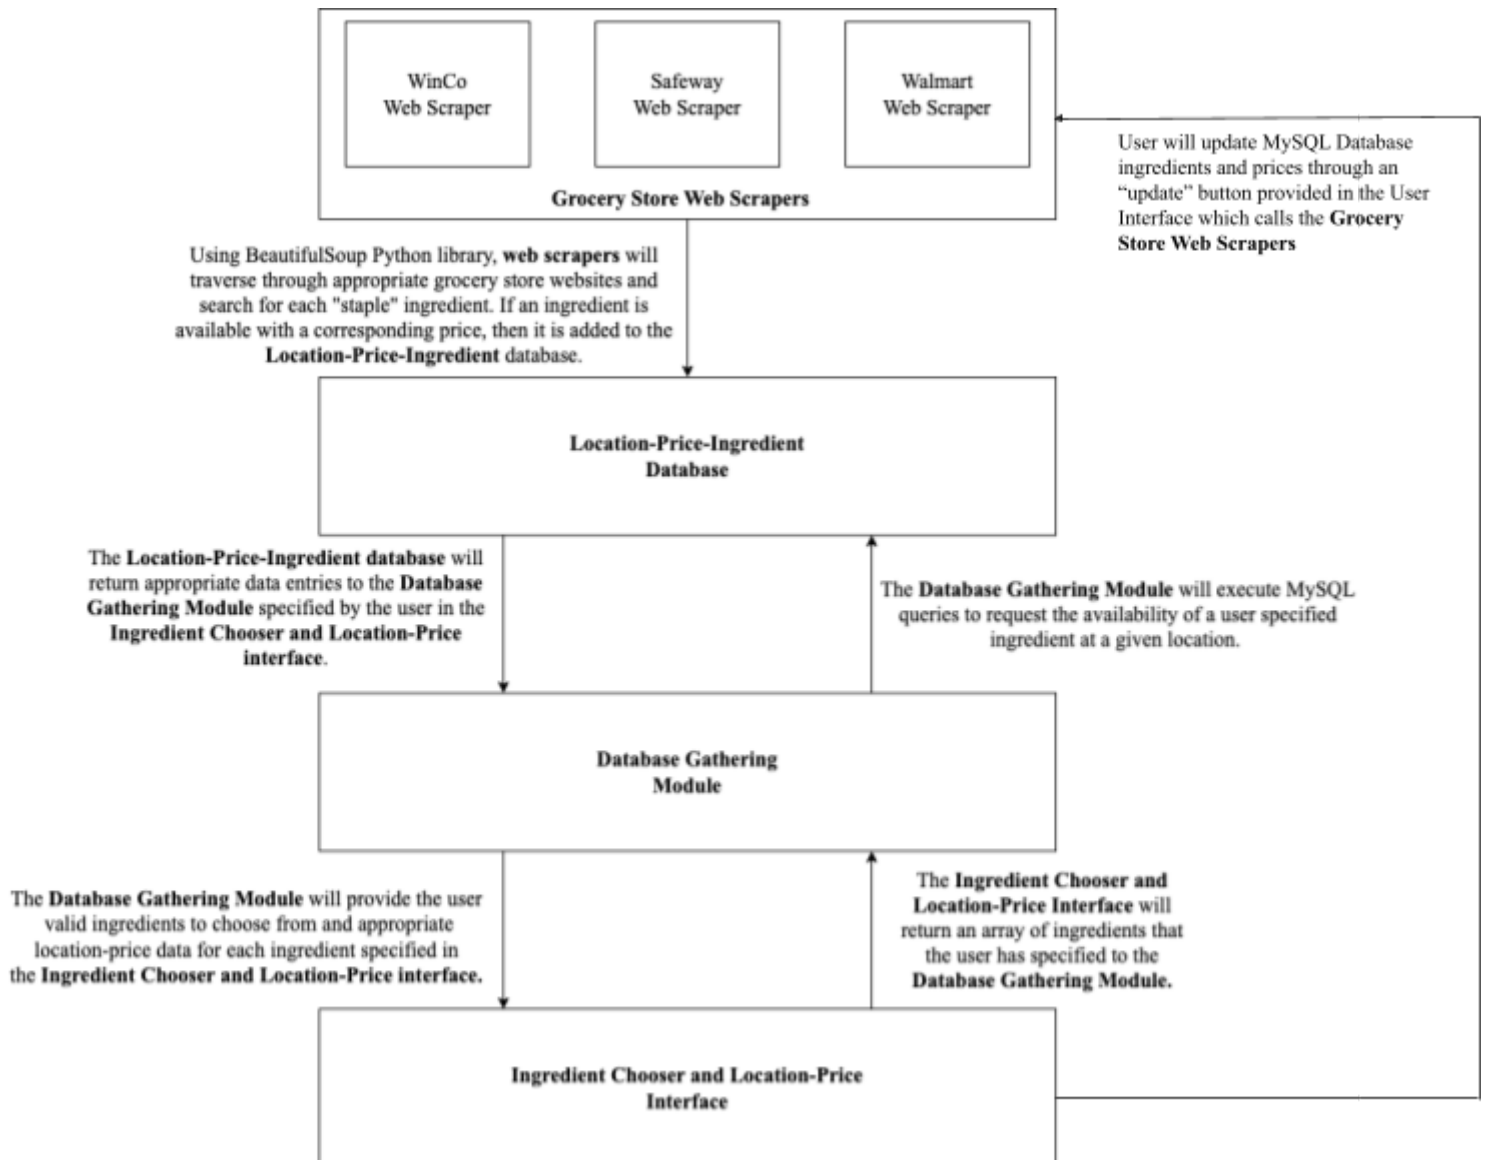 WinCo
Web Scraper
Safeway
Web Scraper
Walmart
Web Scraper
Grocery Store Web Scrapers
User will update MySQL Database
ingredients and prices through an
“update” button provided in the User
Interface which calls the Grocery
Store Web Scrapers
Using BeautifulSoup Python library, web scrapers will
traverse through appropriate grocery store websites and
search for each "staple" ingredient. If an ingredient is
available with a corresponding price, then it is added to the
Location-Price-Ingredient database.
Location-Price-Ingredient
Database
The Location-Price-Ingredient database will
return appropriate data entries to the Database
Gathering Module specified by the user in the
Ingredient Chooser and Location-Price
interface.
The Database Gathering Module will execute MySQL
queries to request the availability of a user specified
ingredient at a given location.
Database Gathering
Module
The Database Gathering Module will provide the user
valid ingredients to choose from and appropriate
location-price data for each ingredient specified in
the Ingredient Chooser and Location-Price interface.
The Ingredient Chooser and
Location-Price Interface will
return an array of ingredients that
the user has specified to the
Database Gathering Module.
Ingredient Chooser and Location-Price
Interface